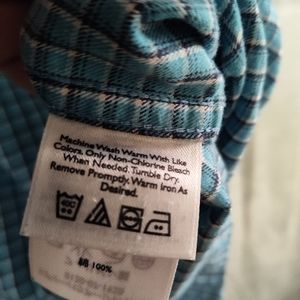 Machine Wash Warm With Like
Colors. Only Non-Chlorine Bleach
When Needed. Tumble Dry.
Remove Promptly. Warm Iron As
Desired.
100%